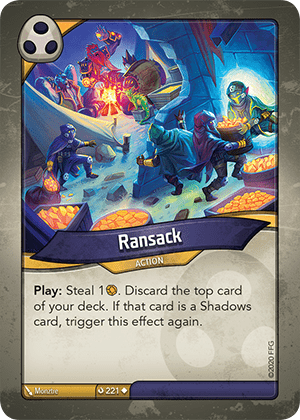 Ransack
ACTION
Play: Steal 1. Discard the top card
of your deck. If that card is a Shadows
card, trigger this effect again.
Monztre
221
©2020 FFG